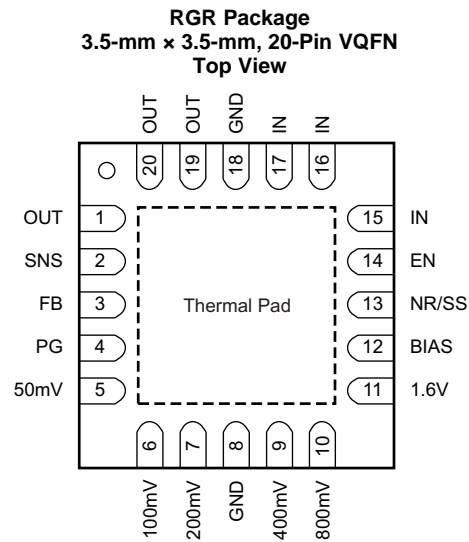 RGR Package
3.5-mm × 3.5-mm, 20-Pin VQFN
Top View
OUT
OUT
GND
IN
IN
20
19
18
17
16
OUT 1
SNS 2
FB 3
PG 4
50mV 5
Thermal Pad
15 IN
14 EN
13 NR/SS
12 BIAS
11 1.6V
6
7
8
9
10
100mV
200mV
GND
400mV
800mV